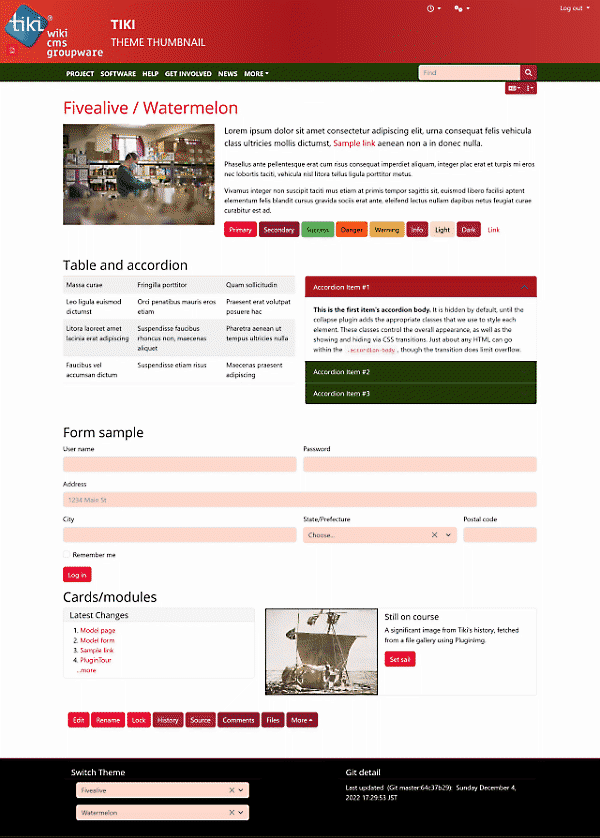 tiki®
wiki
cms
groupware
TIKI
THEME THUMBNAIL
Log out
PROJECT SOFTWARE HELP GET INVOLVED NEWS MORE
Find
Fivealive / Watermelon
Lorem ipsum dolor sit amet consectetur adipiscing elit, urna consequat felis vehicula
class ultricies mollis dictumst. Sample link aenean non a in donec nulla.
Phasellus ante pellentesque erat cum risus consequat imperdiet aliquam, integer plac erat et turpis mi eros
nec lobortis taciti, vehicula nisl litora tellus ligula porttitor metus.
Vivamus integer non suscipit taciti mus etiam at primis tempor sagittis sit, euismod libero facilisi aptent
elementum felis blandit cursus gravida sociis erat ante, eleifend lectus nullam dapibus netus feugiat curae
curabitur est ad.
Primary Secondary Success Danger Warning Info Light Dark Link
Table and accordion
Massa curae Fringilla porttitor Quam sollicitudin
Leo ligula euismod Orci penatibus mauris eros Praesent erat volutpat
dictumst etiam posuere hac
Litora laoreet amet Suspendisse faucibus Pharetra aenean ut
lacinia erat adipiscing rhoncus non, maecenas tempus ultricies nulla
aliquet
Faucibus vel Suspendisse etiam risus Maecenas praesent
accumsan dictum adipiscing
Accordion Item #1
This is the first item's accordion body. It is hidden by default, until the
collapse plugin adds the appropriate classes that we use to style each
element. These classes control the overall appearance, as well as the
showing and hiding via CSS transitions. Just about any HTML can go
within the .accordion-body, though the transition does limit overflow.
Accordion Item #2
Accordion Item #3
Form sample
User name Password
Address
1234 Main St
City State/Prefecture Postal code
Choose...
Remember me
Log in
Cards/modules
Latest Changes
1. Model page
2. Model form
3. Sample link
4. PluginTour
...more
Still on course
A significant image from Tiki's history, fetched
from a file gallery using PluginImg.
Set sail
Edit Rename Lock History Source Comments Files More
Switch Theme
Fivealive
Watermelon
Git detail
Last updated (Git master:64c37b29) Sunday December 4,
2022 17:29:53 JST